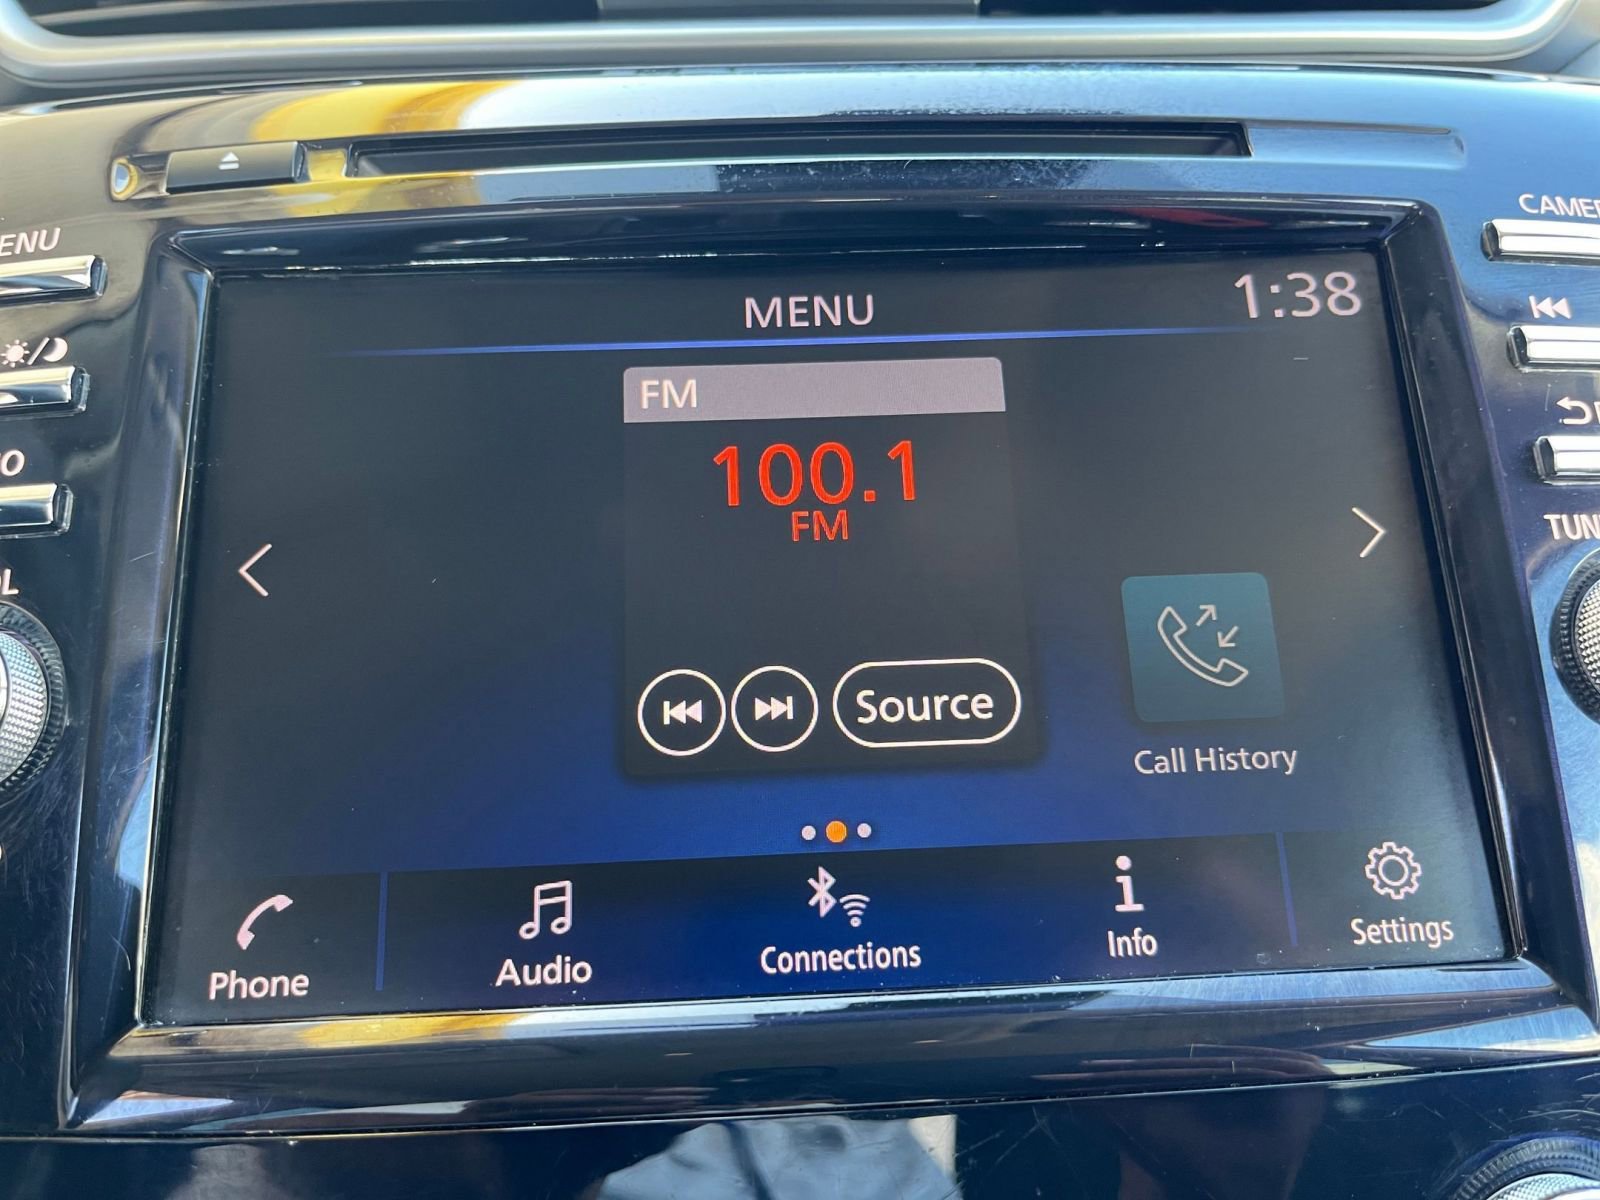 MENU
1:38
FM
100.1
FM
Source
Call History
Phone
Audio
Connections
Info
Settings